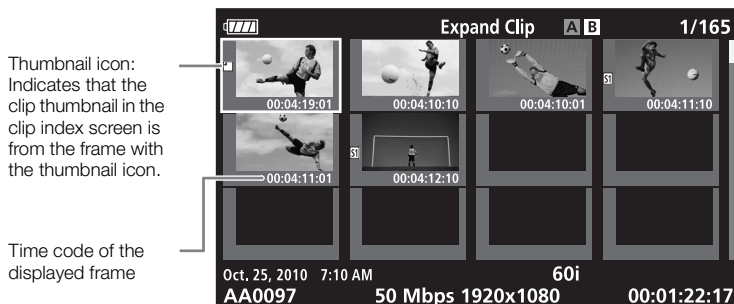 Expand Clip A B 1/165
Thumbnail icon:
Indicates that the
clip thumbnail in the
clip index screen is
from the frame with
the thumbnail icon.
00:04:19:01 00:04:10:10 00:04:10:01 S1 00:04:11:10
00:04:11:01 S1 00:04:12:10
Time code of the
displayed frame
Oct. 25, 2010 7:10 AM 60i
AA0097 50 Mbps 1920x1080 00:01:22:17